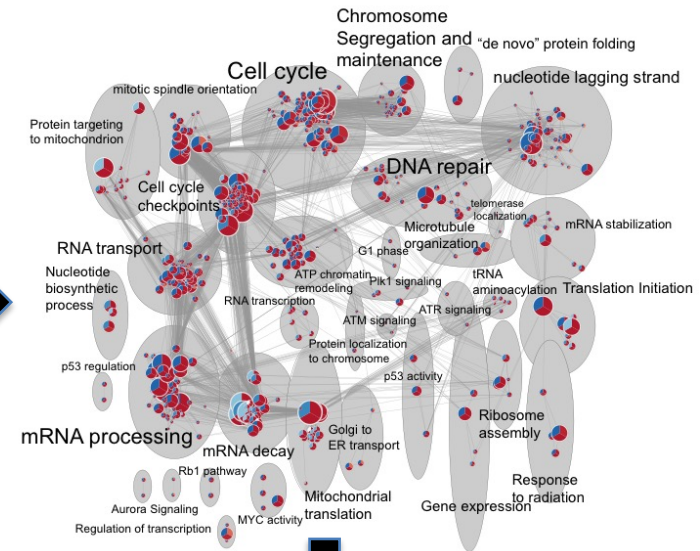 Chromosome
Segregation and
maintenance
"de novo" protein folding
Cell cycle
nucleotide lagging strand
mitotic spindle orientation
Protein targeting
to mitochondrion
DNA repair
Cell cycle
checkpoints
telomerase
localization
mRNA stabilization
Microtubule
organization
RNA transport
G1 phase
Nucleotide
biosynthetic
process
ATP chromatin
remodeling
Plk1 signaling
tRNA
aminoacylation
Translation Initiation
RNA transcription
ATM signaling
ATR signaling
Protein localization
to chromosome
p53 regulation
p53 activity
Ribosome
assembly
mRNA processing
mRNA decay
Golgi to
ER transport
Rb1 pathway
Response
to radiation
Mitochondrial
translation
Gene expression
Aurora Signaling
MYC activity
Regulation of transcription